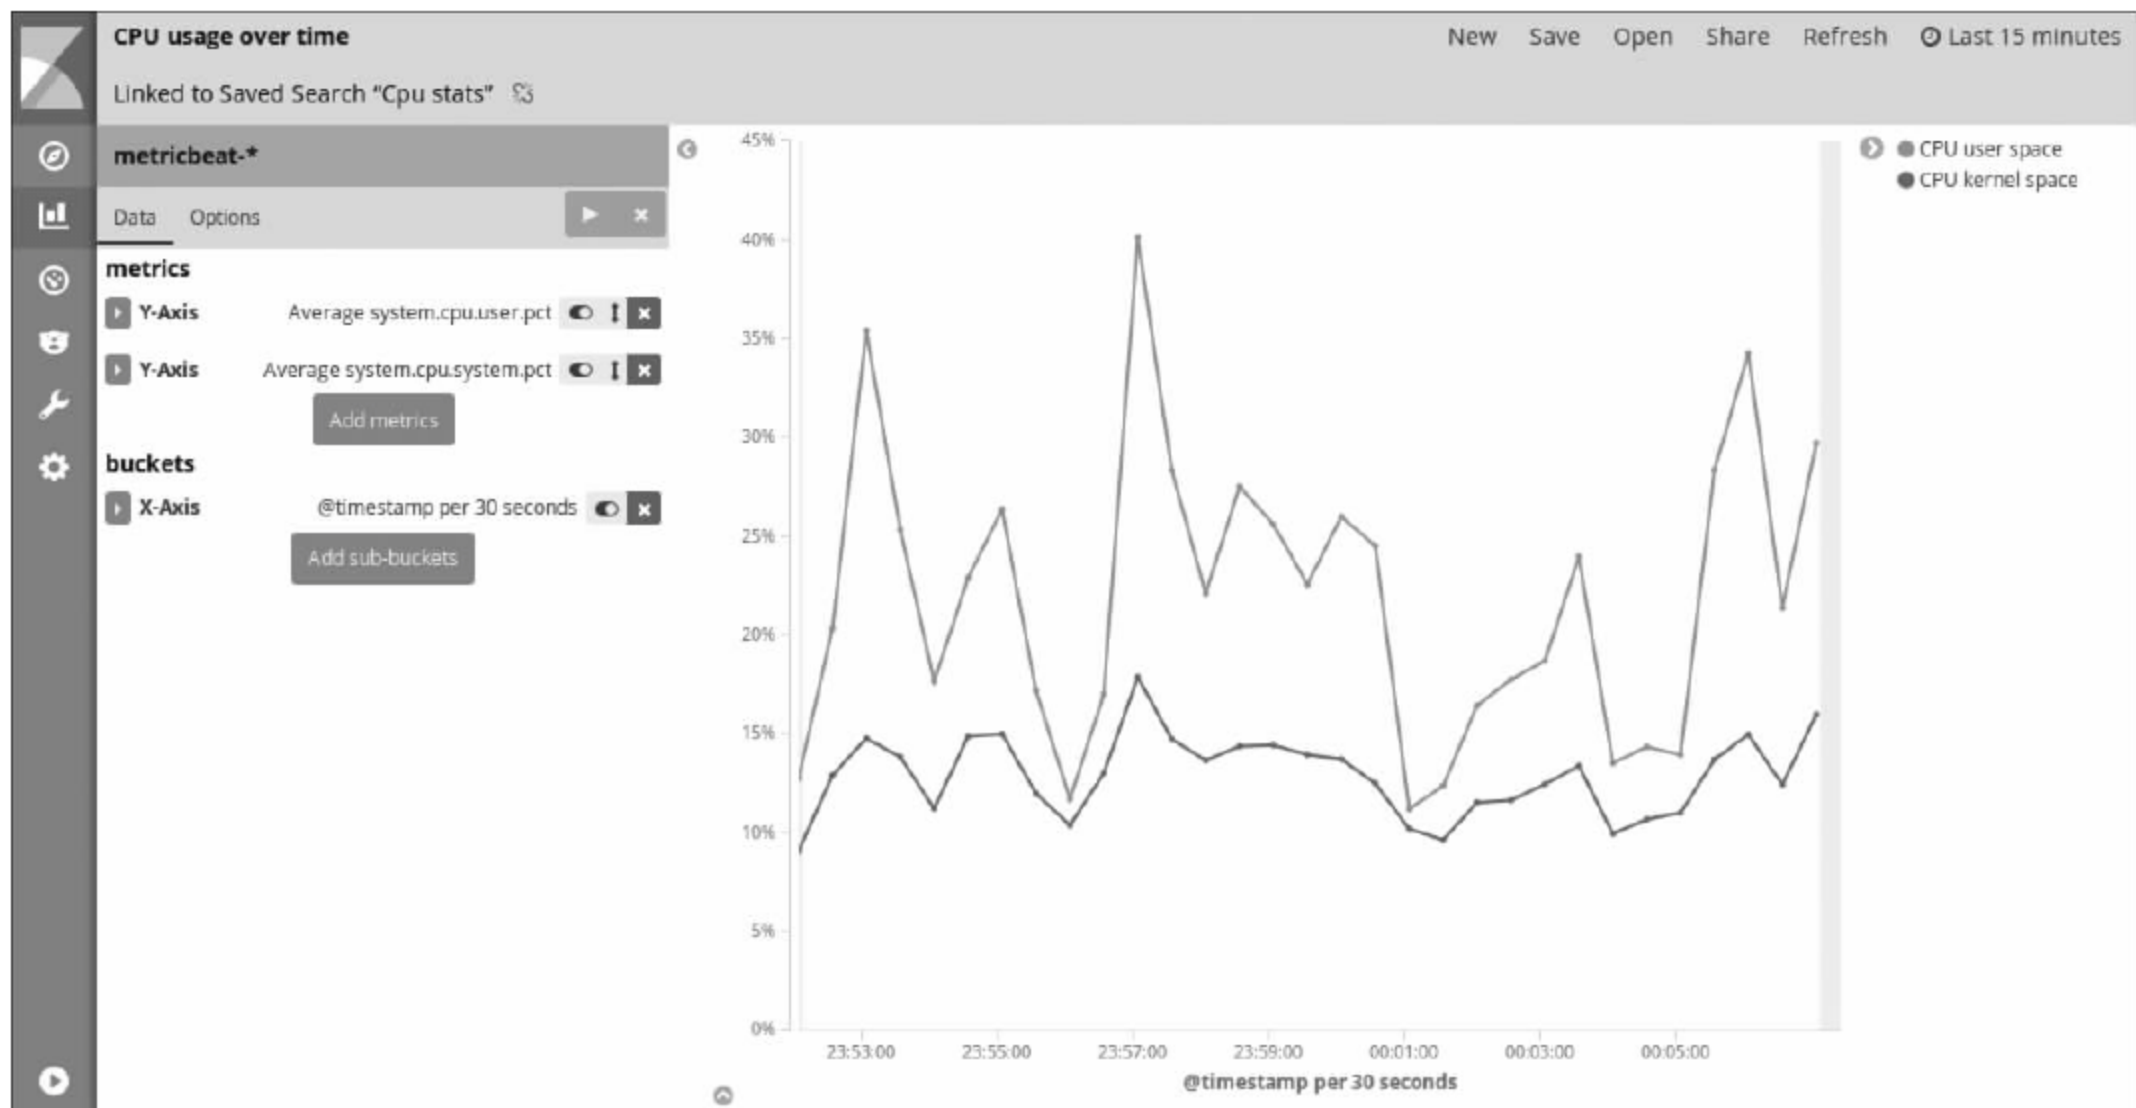 CPU usage over time
New Save Open Share Refresh Last 15 minutes
Linked to Saved Search “Cpu stats”
metricbeat-*
Data Options
metrics
Y-Axis Average system.cpu.user.pct
Y-Axis Average system.cpu.system.pct
Add metrics
buckets
X-Axis @timestamp per 30 seconds
Add sub-buckets
45%
40%
35%
30%
25%
20%
15%
10%
5%
0%
23:53:00 23:55:00 23:57:00 23:59:00 00:01:00 00:03:00 00:05:00
@timestamp per 30 seconds
CPU user space
CPU kernel space